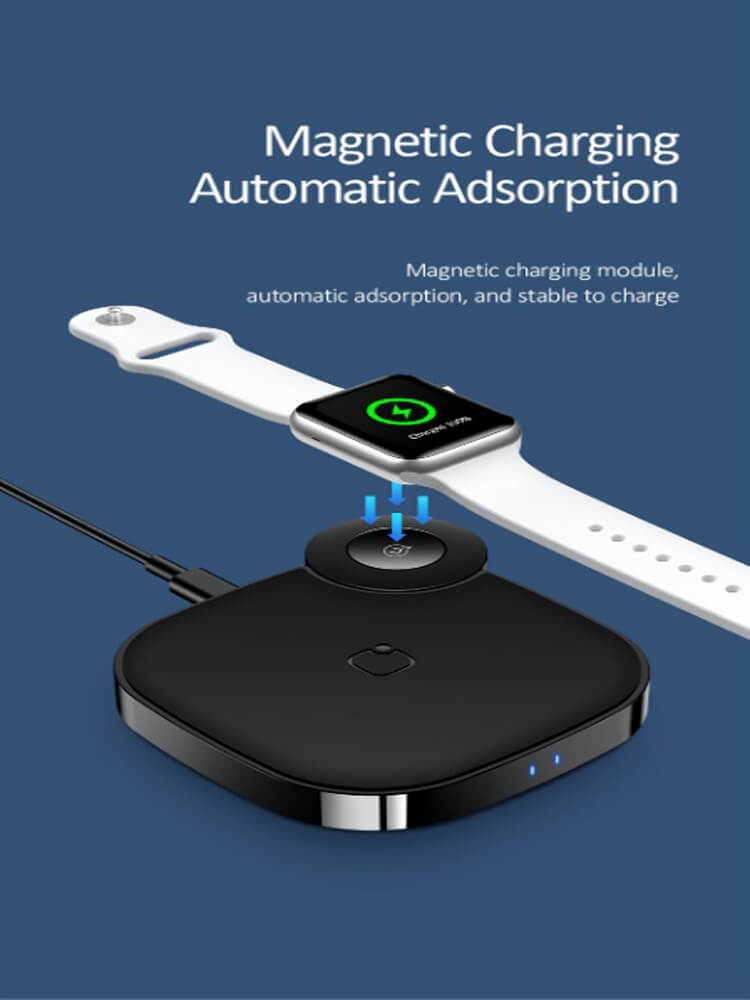 Magnetic Charging
Automatic Adsorption
Magnetic charging module,
automatic adsorption, and stable to charge